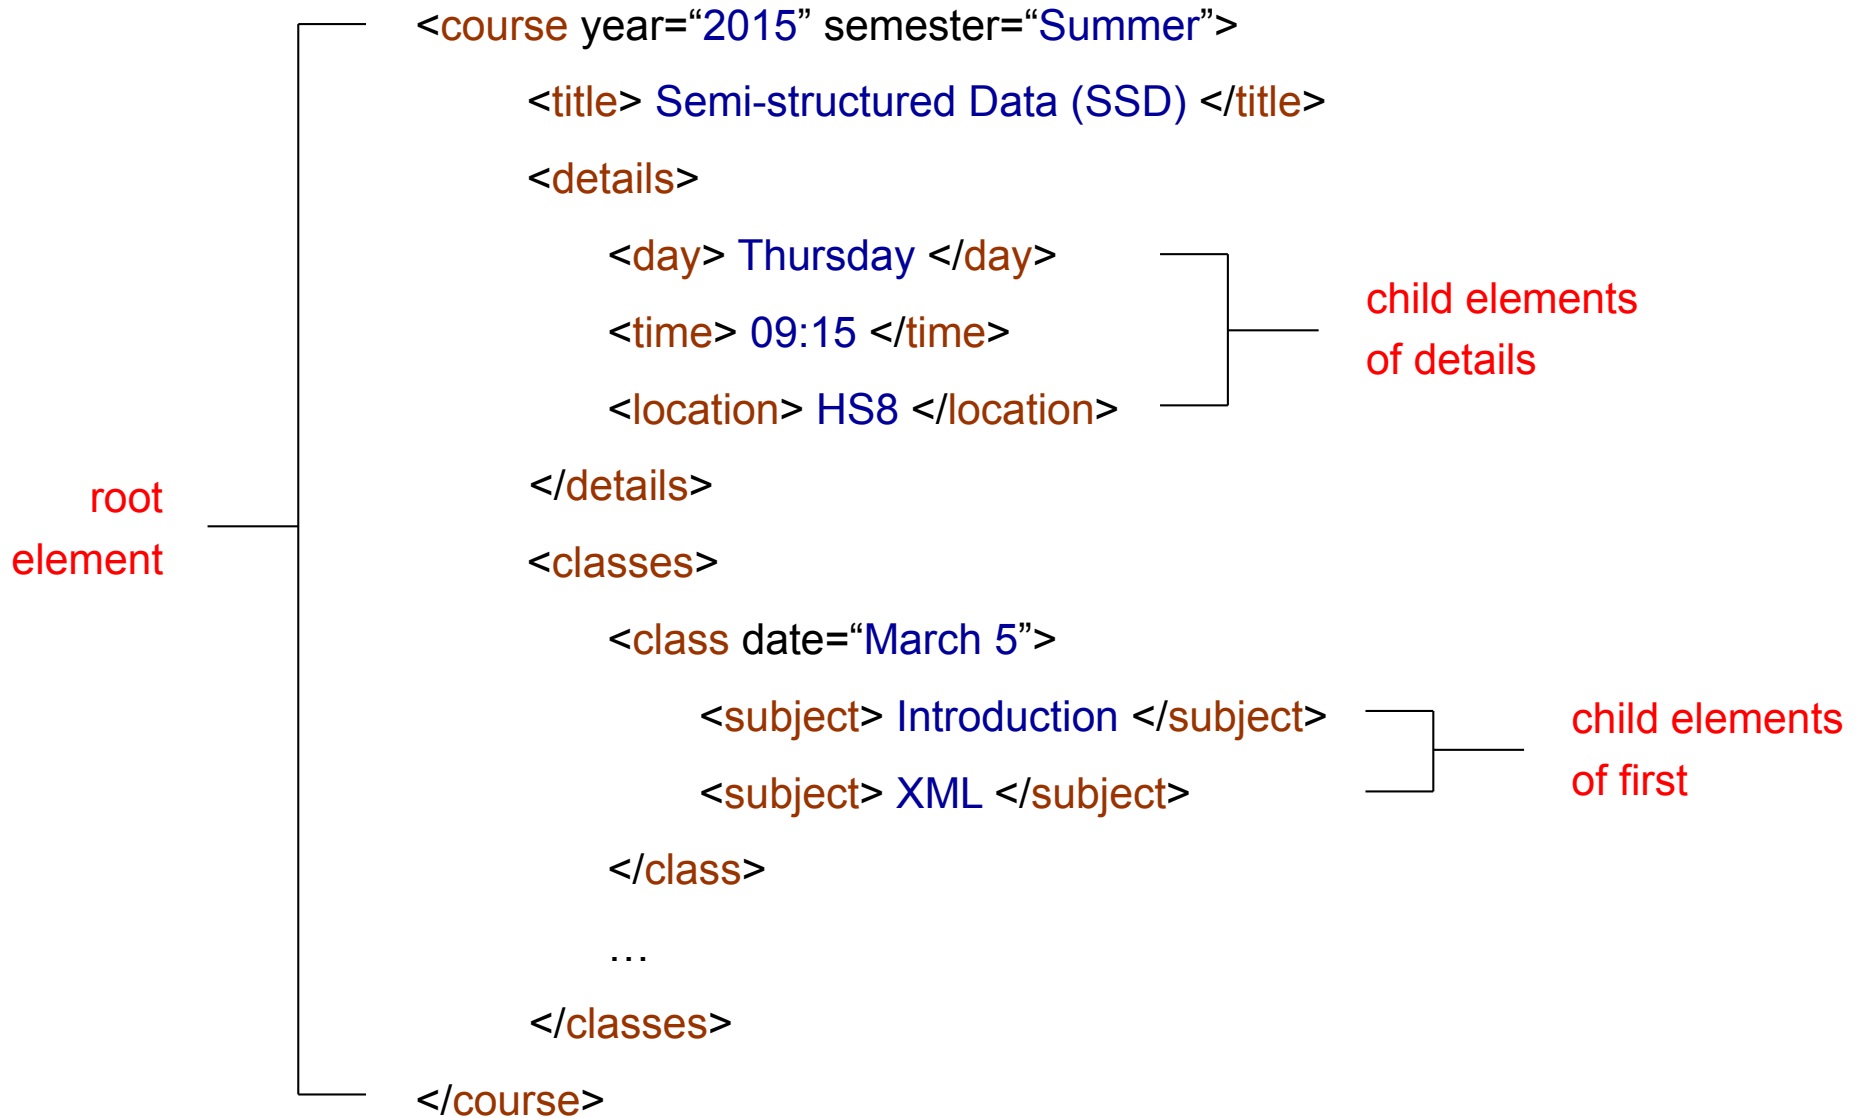 <course year=“2015” semester=“Summer”>
<title> Semi-structured Data (SSD) </title>
<details>
<day> Thursday </day>
<time> 09:15 </time>
<location> HS8 </location>
child elements
of details
</details>
root
element
<classes>
<class date=“March 5”>
<subject> Introduction </subject>
<subject> XML </subject>
child elements
of first
</class>
…
</classes>
</course>